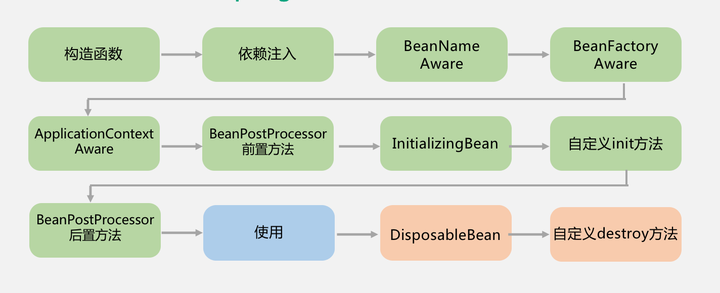 构造函数
依赖注入
BeanName
Aware
BeanFactory
Aware
ApplicationContext
Aware
BeanPostProcessor
前置方法
InitializingBean
自定义init方法
BeanPostProcessor
后置方法
使用
DisposableBean
自定义destroy方法